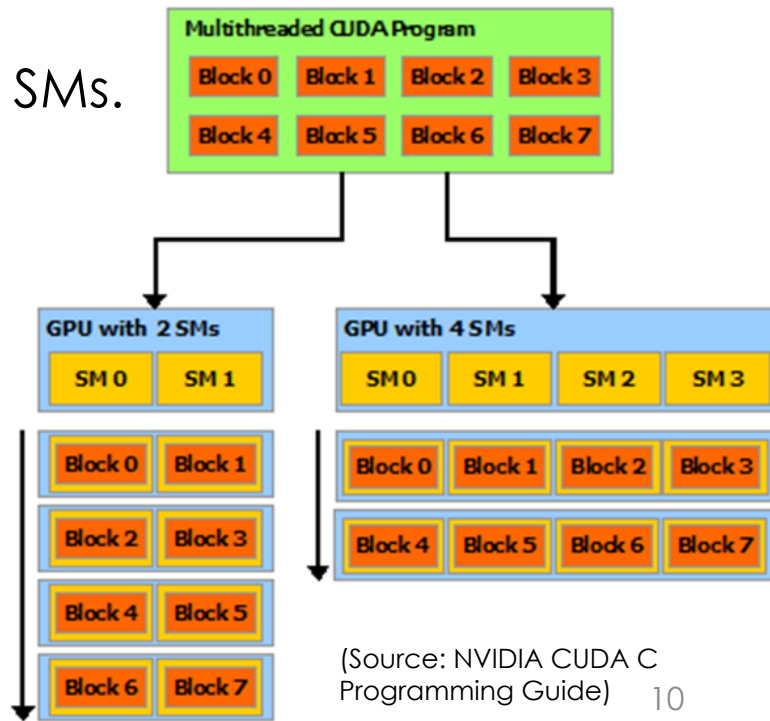 SMs.
Multithreaded CUDA Program
Block 0 Block 1 Block 2 Block 3
Block 4 Block 5 Block 6 Block 7
GPU with 2 SMs
SM 0 SM 1
Block 0 Block 1
Block 2 Block 3
Block 4 Block 5
Block 6 Block 7
GPU with 4 SMs
SM 0 SM 1 SM 2 SM 3
Block 0 Block 1 Block 2 Block 3
Block 4 Block 5 Block 6 Block 7
(Source: NVIDIA CUDA C
Programming Guide)
10